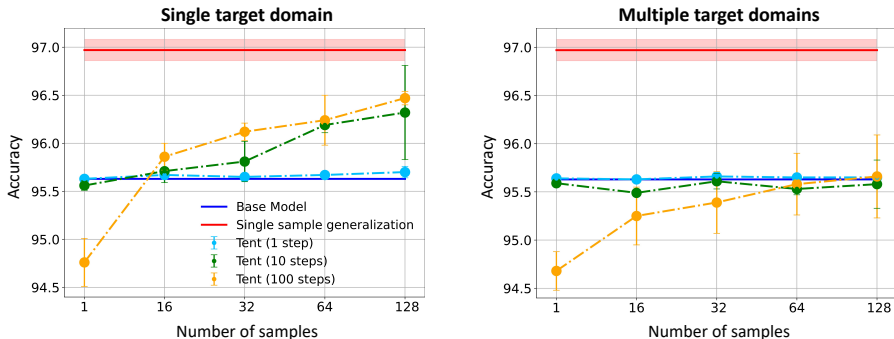 Single target domain
97.0
96.5
96.0
95.5
95.0
94.5
Accuracy
Base Model
Single sample generalization
Tent (1 step)
Tent (10 steps)
Tent (100 steps)
1 16 32 64 128
Number of samples
Multiple target domains
97.0
96.5
96.0
95.5
95.0
94.5
Accuracy
1 16 32 64 128
Number of samples